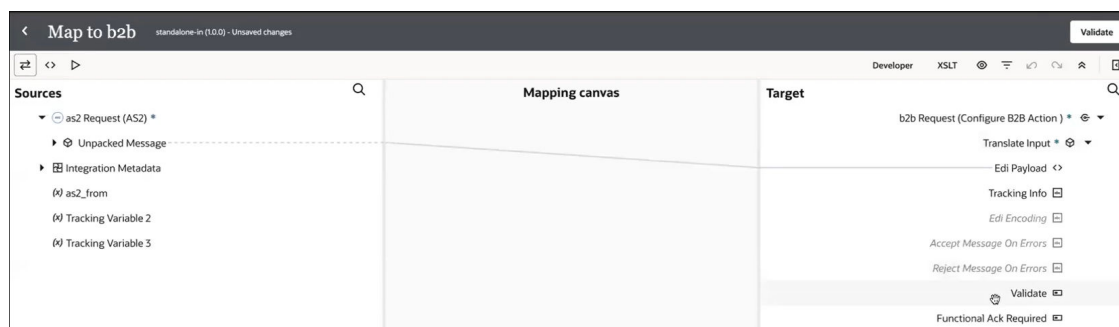 Map to b2b standalone-in (1.0.0) - Unsaved changes Validate
Developer XSLT
Sources Mapping canvas Target
as2 Request (AS2) * b2b Request (Configure B2B Action ) *
Unpacked Message Translate Input *
Integration Metadata Edi Payload
(x) as2_from Tracking Info
(x) Tracking Variable 2 Edi Encoding
(x) Tracking Variable 3 Accept Message On Errors
Reject Message On Errors
Validate
Functional Ack Required